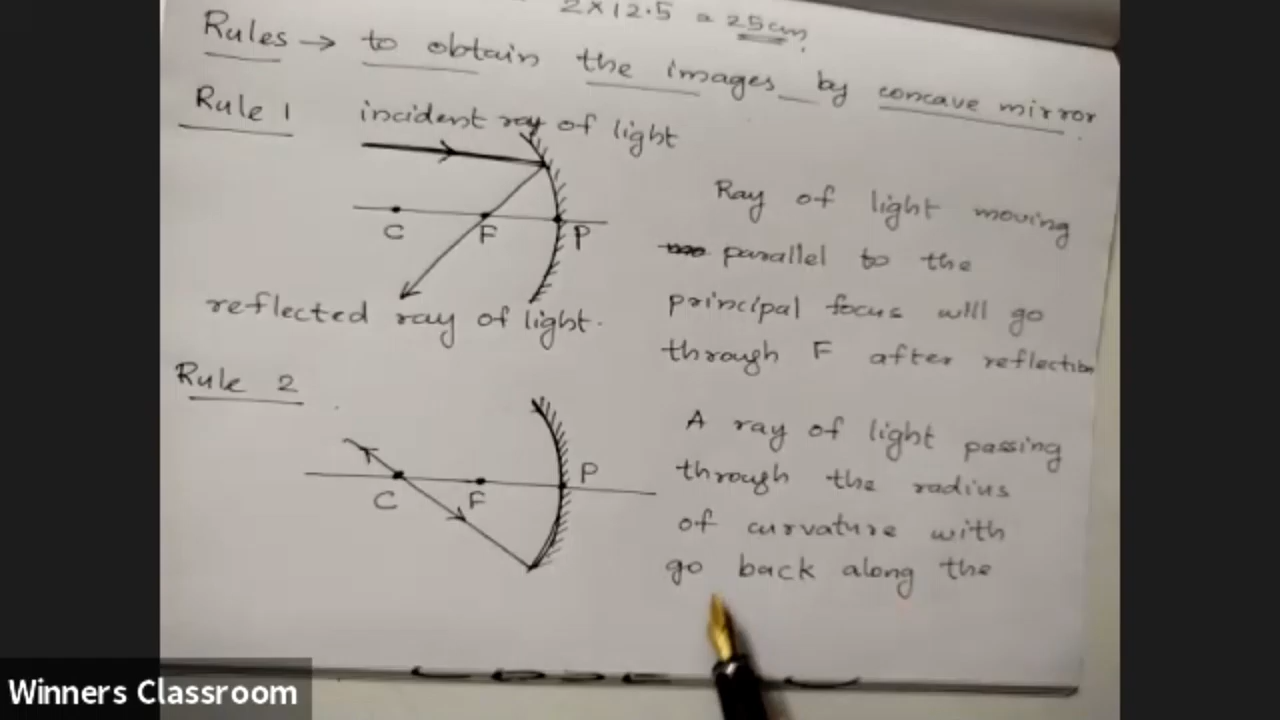 2×12.5 = 25cm.
Rules → to obtain the images by concave mirror.
Rule 1 incident ray of light
C F P
reflected ray of light.
Ray of light moving
parallel to the
principal focus will go
through F after reflection
Rule 2
C F P
A ray of light passing
through the radius
of curvature with
go back along the
Winners Classroom